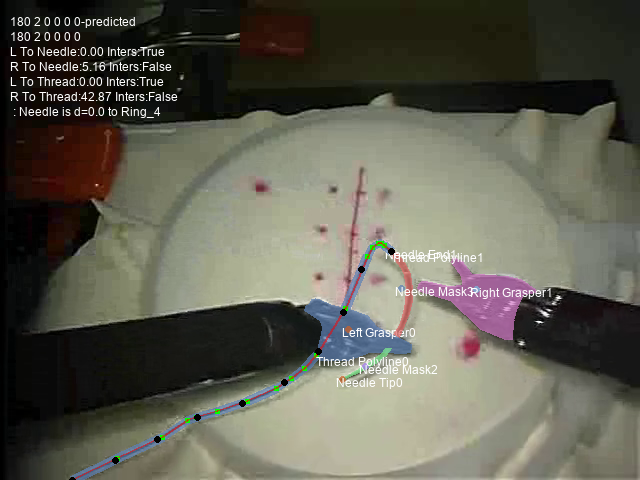 180 2 0 0 0 0-predicted
180 2 0 0 0 0
L To Needle:0.00 Inters:True
R To Needle:5.16 Inters:False
L To Thread:0.00 Inters:True
R To Thread:42.87 Inters:False
: Needle is d=0.0 to Ring_4
Needle End1
Thread Polyline1
Needle Mask3
Right Grasper1
Left Grasper0
Thread Polyline0
Needle Mask2
Needle Tip0